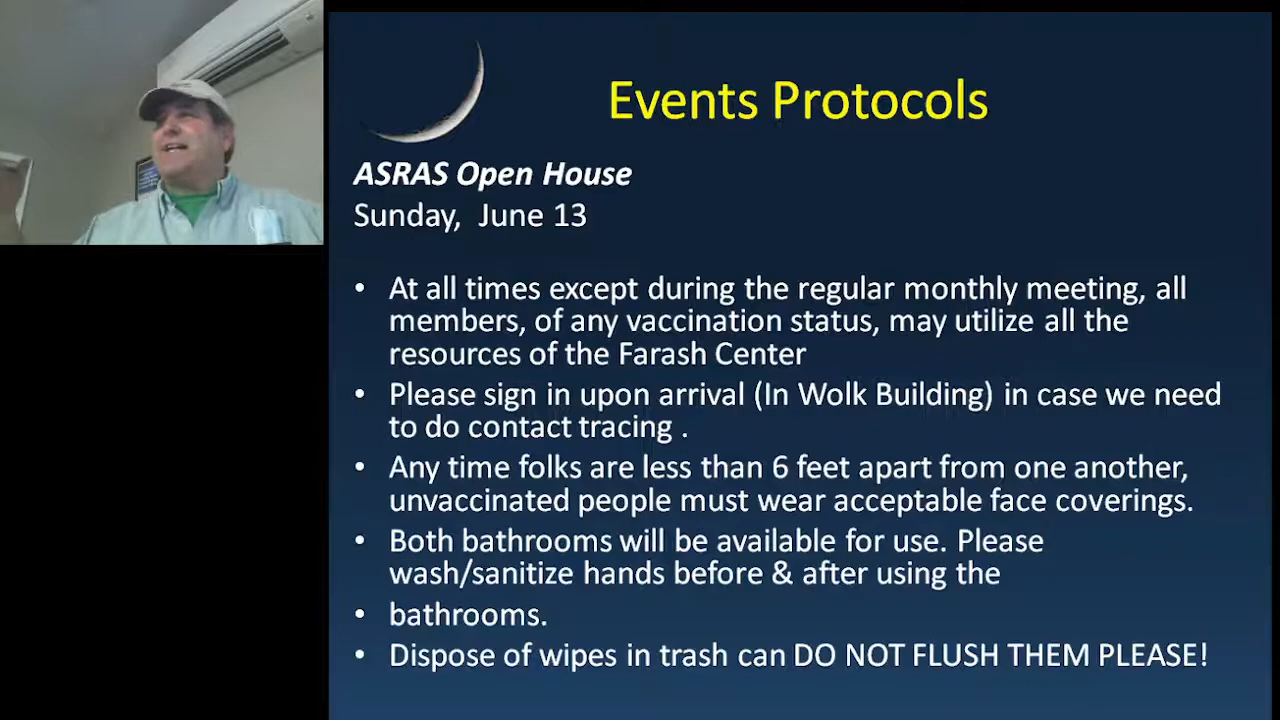 Events Protocols
ASRAS Open House
Sunday, June 13
• At all times except during the regular monthly meeting, all
members, of any vaccination status, may utilize all the
resources of the Farash Center
• Please sign in upon arrival (In Wolk Building) in case we need
to do contact tracing .
• Any time folks are less than 6 feet apart from one another,
unvaccinated people must wear acceptable face coverings.
• Both bathrooms will be available for use. Please
wash/sanitize hands before & after using the
• bathrooms.
• Dispose of wipes in trash can DO NOT FLUSH THEM PLEASE!